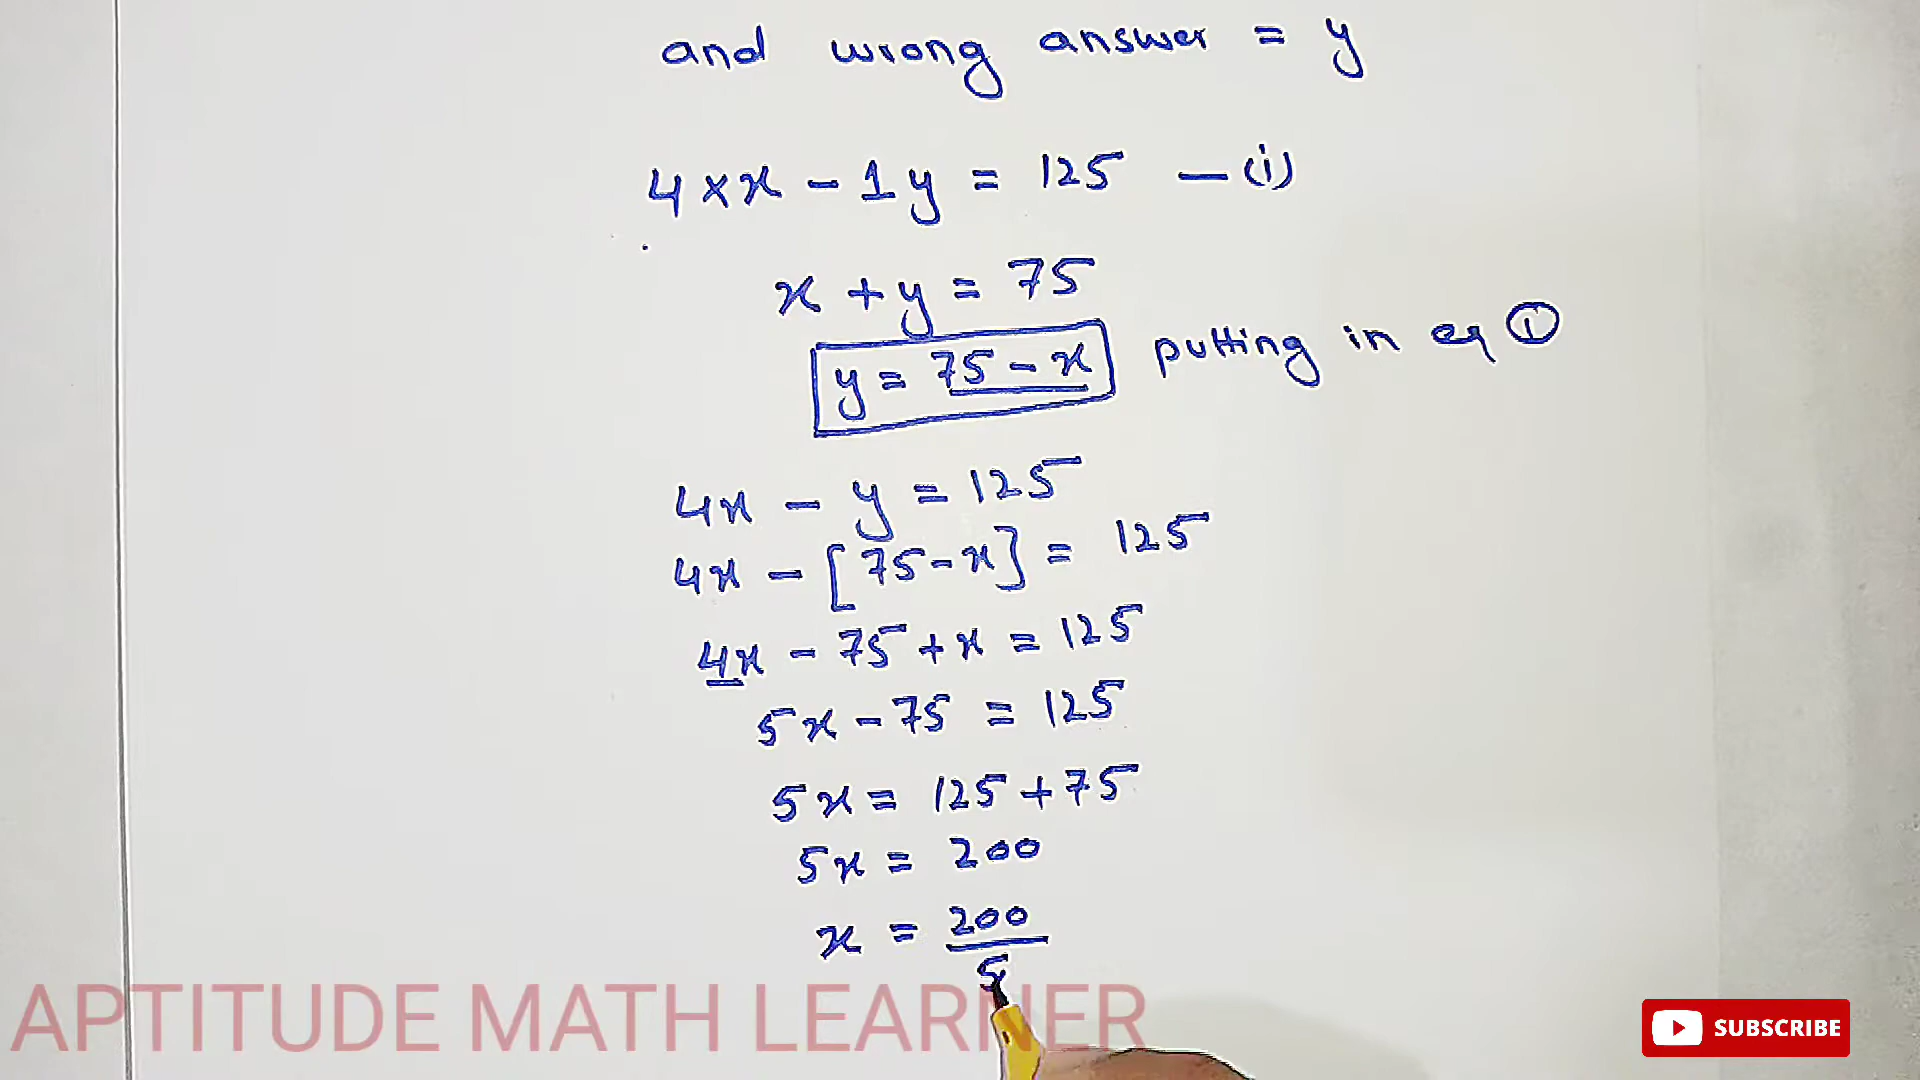 and wrong answer = y
4 × x - 1y = 125 — (i)
x + y = 75
y = 75 - x putting in eq ①
4x - y = 125
4x - [75 - x] = 125
4x - 75 + x = 125
5x - 75 = 125
5x = 125 + 75
5x = 200
x = 200/5
APTITUDE MATH LEARNER
SUBSCRIBE